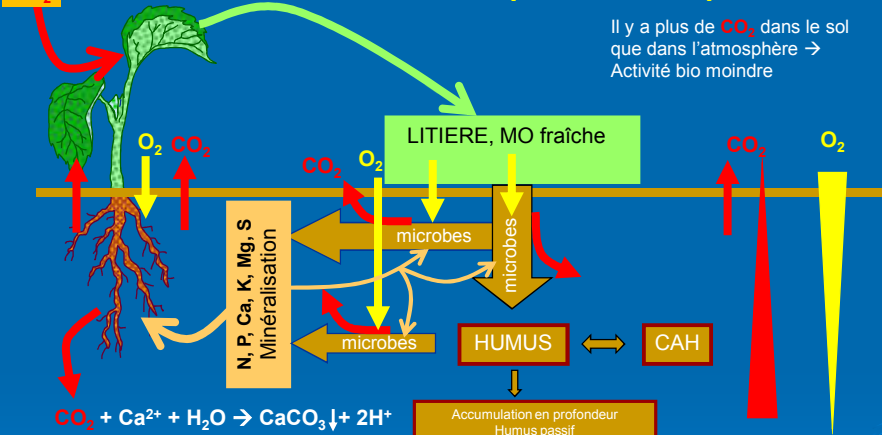 Il y a plus de CO₂ dans le sol
que dans l'atmosphère →
Activité bio moindre
LITIERE, MO fraîche
O₂ CO₂
CO₂ O₂
CO₂
O₂
microbes
microbes
N, P, Ca, K, Mg, S
Minéralisation
microbes
HUMUS
CAH
CO₂ + Ca²⁺ + H₂O → CaCO₃↓+ 2H⁺
Accumulation en profondeur
Humus passif